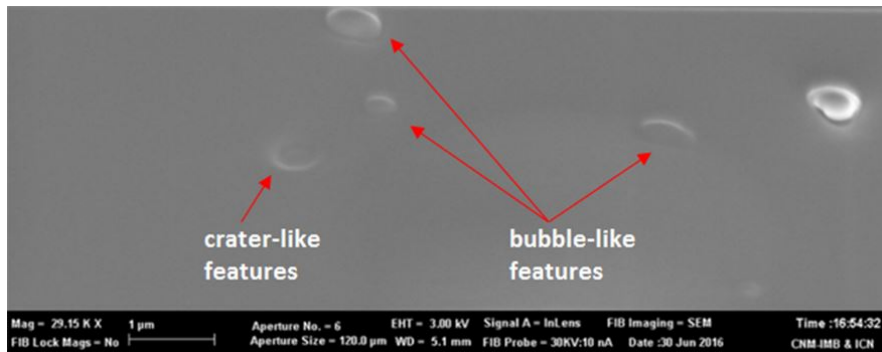 crater-like
features
bubble-like
features
Mag = 29.15 K X 1 µm Aperture No. = 6 EHT = 3.00 kV Signal A = InLens FIB Imaging = SEM Time :16:54:32
FIB Lock Mags = No Aperture Size = 120.0 µm WD = 5.1 mm FIB Probe = 30KV:10 nA Date :30 Jun 2016 CNM-IMB & ICN